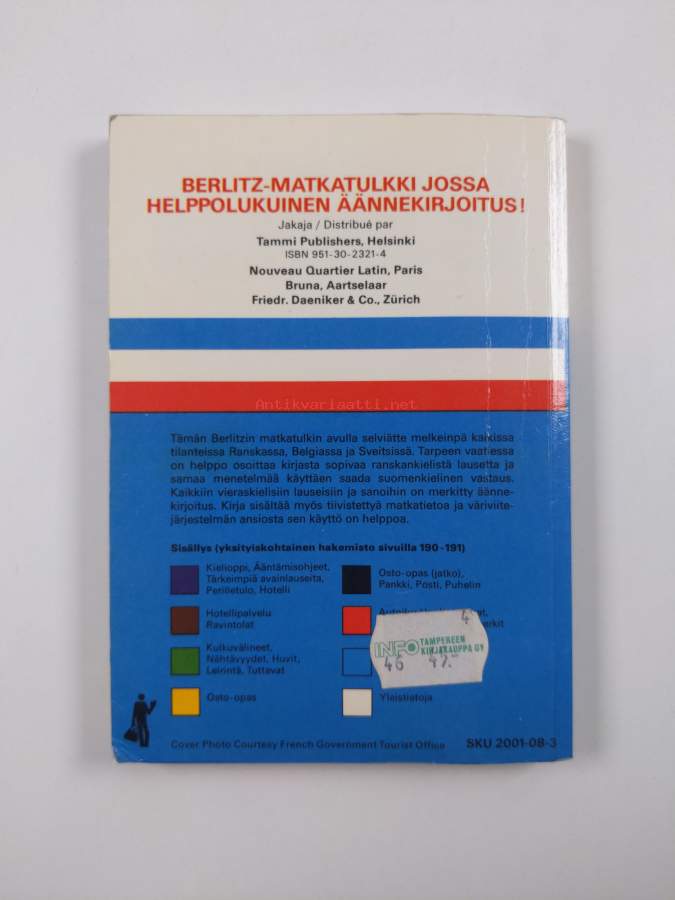 BERLITZ-MATKATULKKI JOSSA
HELPPOLUKUINEN ÄÄNNEKIRJOITUS!
Jakaja / Distribué par
Tammi Publishers, Helsinki
ISBN 951-30-2321-4
Nouveau Quartier Latin, Paris
Bruna, Aartselaar
Friedr. Daeniker & Co., Zürich
Antikvariaatti.net
Tämän Berlitzin matkatulkin avulla selviätte melkeinpä kaikissa
tilanteissa Ranskassa, Belgiassa ja Sveitsissä. Tarpeen vaatiessa
on helppo osoittaa kirjasta sopivaa ranskankielistä lausetta ja
samaa menetelmää käyttäen saada suomenkielinen vastaus.
Kaikkiin vieraskielisiin lauseisiin ja sanoihin on merkitty äänne-
kirjoitus. Kirja sisältää myös tiivistettyä matkatietoa ja väriviite-
järjestelmän ansiosta sen käyttö on helppoa.
Sisällys (yksityiskohtainen hakemisto sivuilla 190-191)
Kielioppi, Ääntämisohjeet,
Tärkeimpiä avainlauseita,
Perilletulo, Hotelli
Hotellipalvelu
Ravintolat
Kulkuvälineet,
Nähtävyydet, Huvit,
Leirintä, Tuttavat
Osto-opas
Osto-opas (jatko),
Pankki, Posti, Puhelin
4
INFO TAMPEREEN
KIRJAKAUPPA OY
46 49.-
Yleistietoja
Cover Photo Courtesy French Government Tourist Office
SKU 2001-08-3